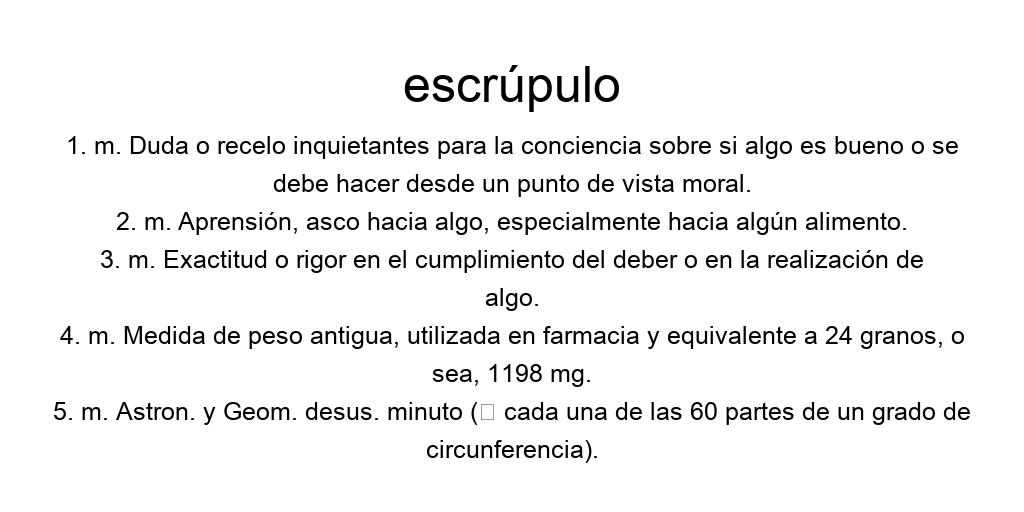 escrúpulo
1. m. Duda o recelo inquietantes para la conciencia sobre si algo es bueno o se
debe hacer desde un punto de vista moral.
2. m. Aprensión, asco hacia algo, especialmente hacia algún alimento.
3. m. Exactitud o rigor en el cumplimiento del deber o en la realización de
algo.
4. m. Medida de peso antigua, utilizada en farmacia y equivalente a 24 granos, o
sea, 1198 mg.
5. m. Astron. y Geom. desus. minuto (□ cada una de las 60 partes de un grado de
circunferencia).